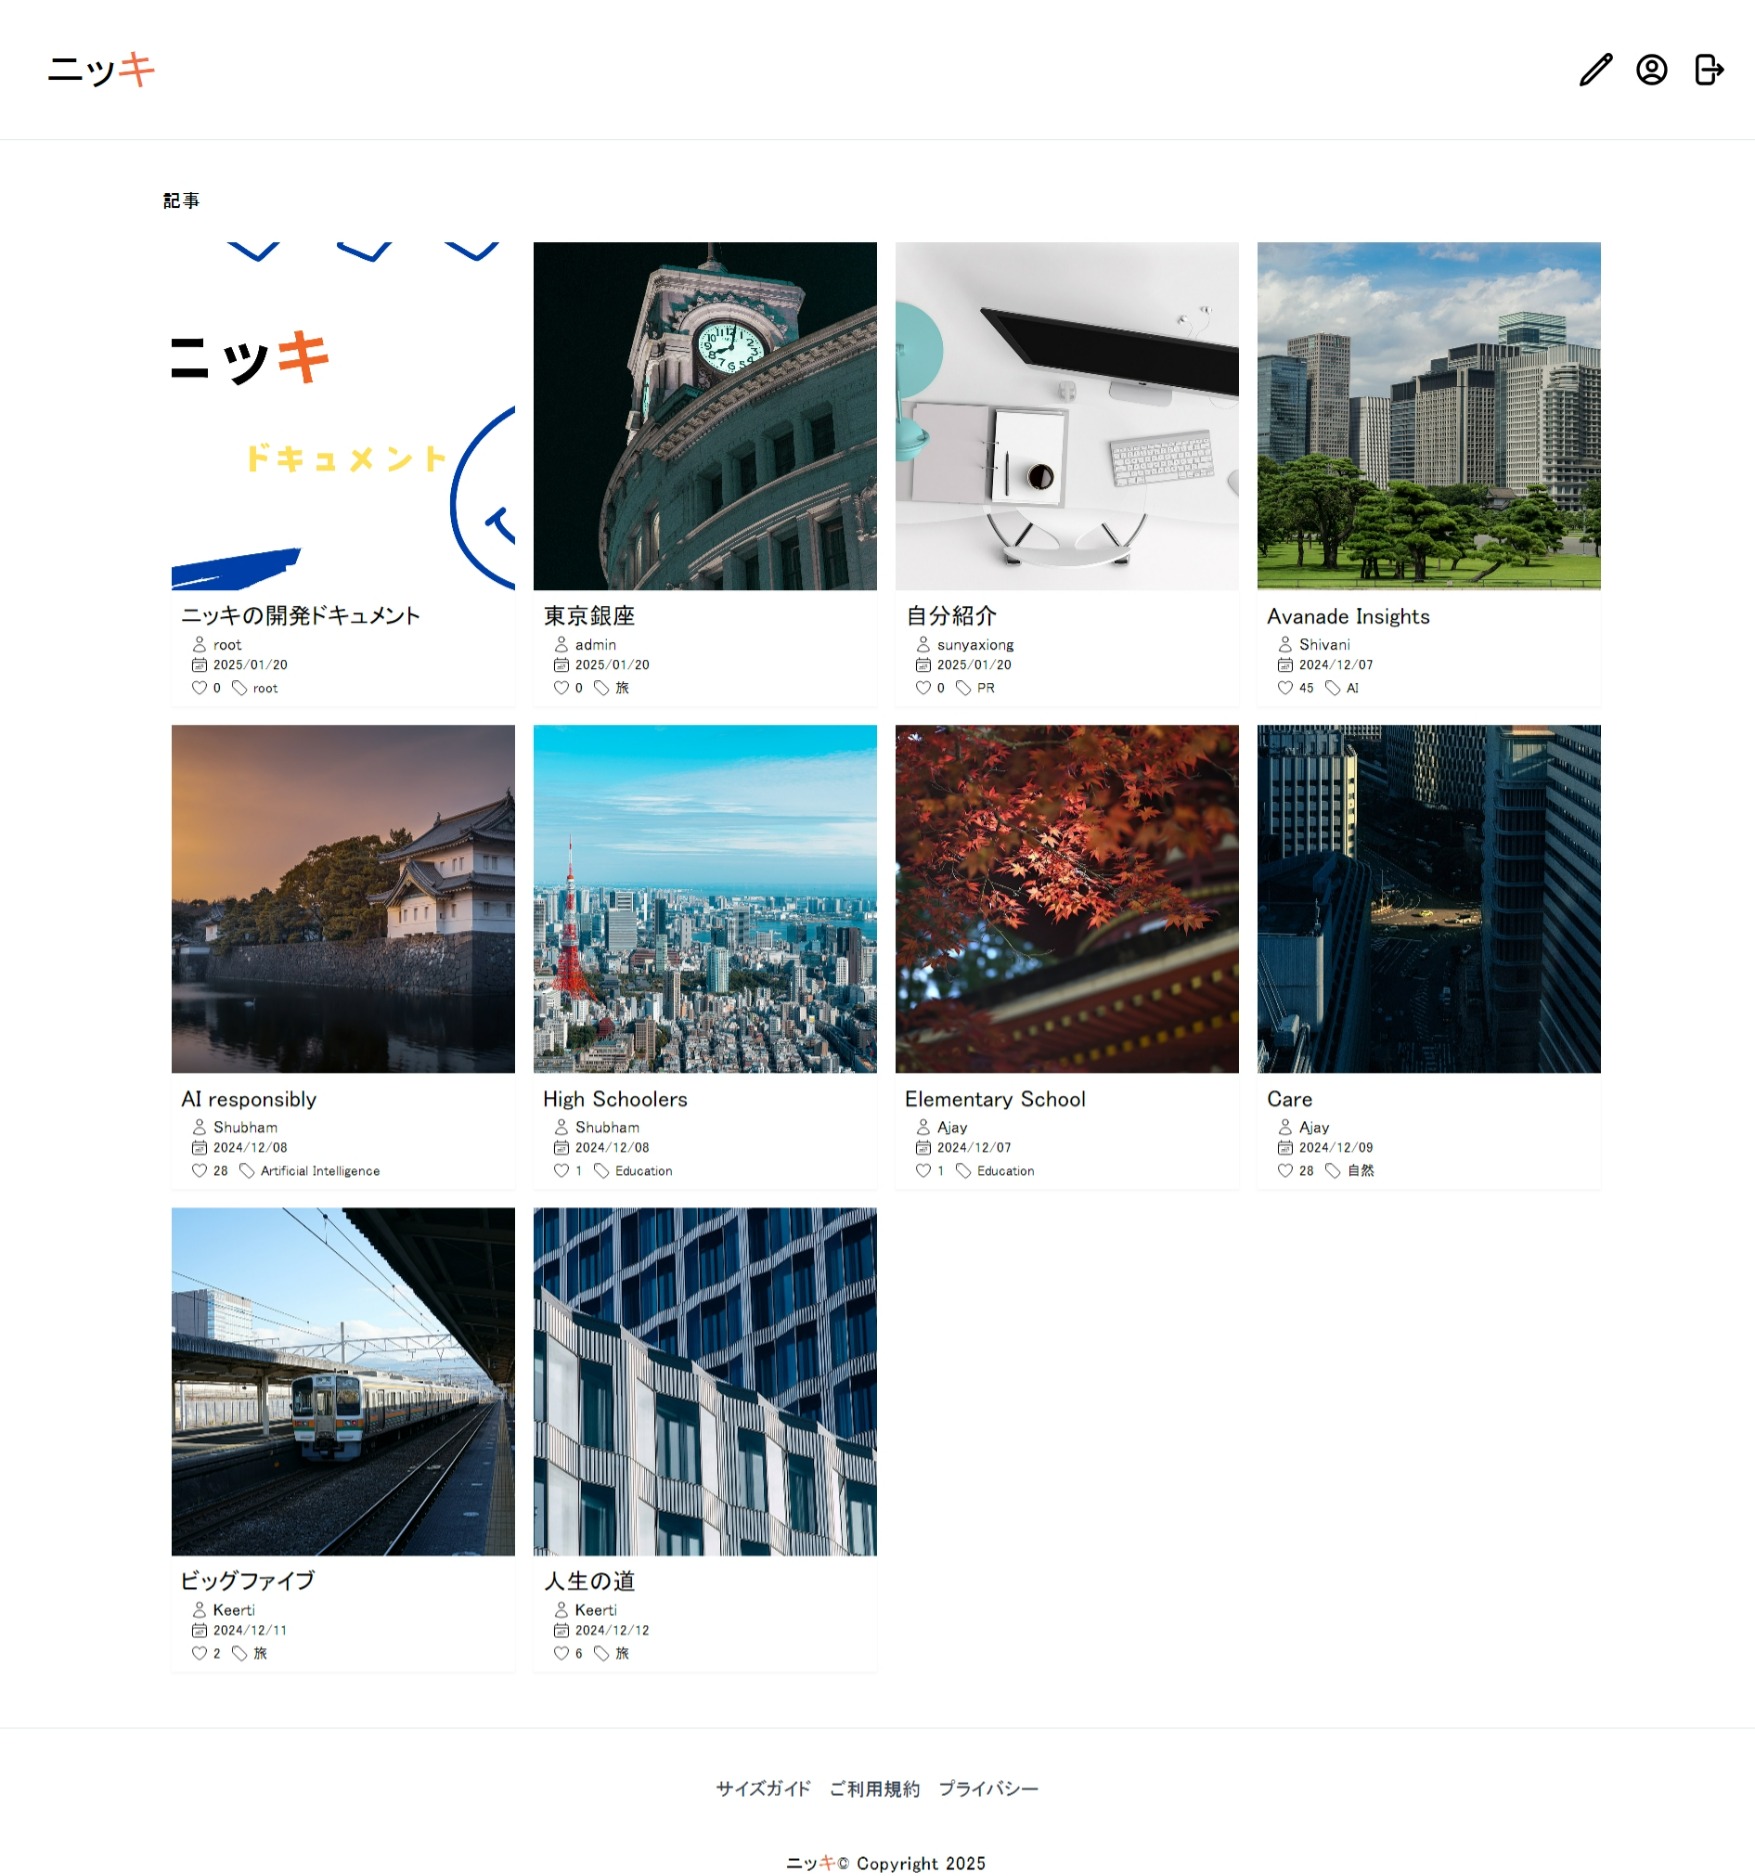 ニッキ
記事
ニッキ
ドキュメント
ニッキの開発ドキュメント
root
2025/01/20
0 root
東京銀座
admin
2025/01/20
0 旅
自分紹介
sunyaxiong
2025/01/20
0 PR
Avanade Insights
Shivani
2024/12/07
45 AI
AI responsibly
Shubham
2024/12/08
28 Artificial Intelligence
High Schoolers
Shubham
2024/12/08
1 Education
Elementary School
Ajay
2024/12/07
1 Education
Care
Ajay
2024/12/09
28 自然
ビッグファイブ
Keerti
2024/12/11
2 旅
人生の道
Keerti
2024/12/12
6 旅
サイズガイド ご利用規約 プライバシー
ニッキ© Copyright 2025